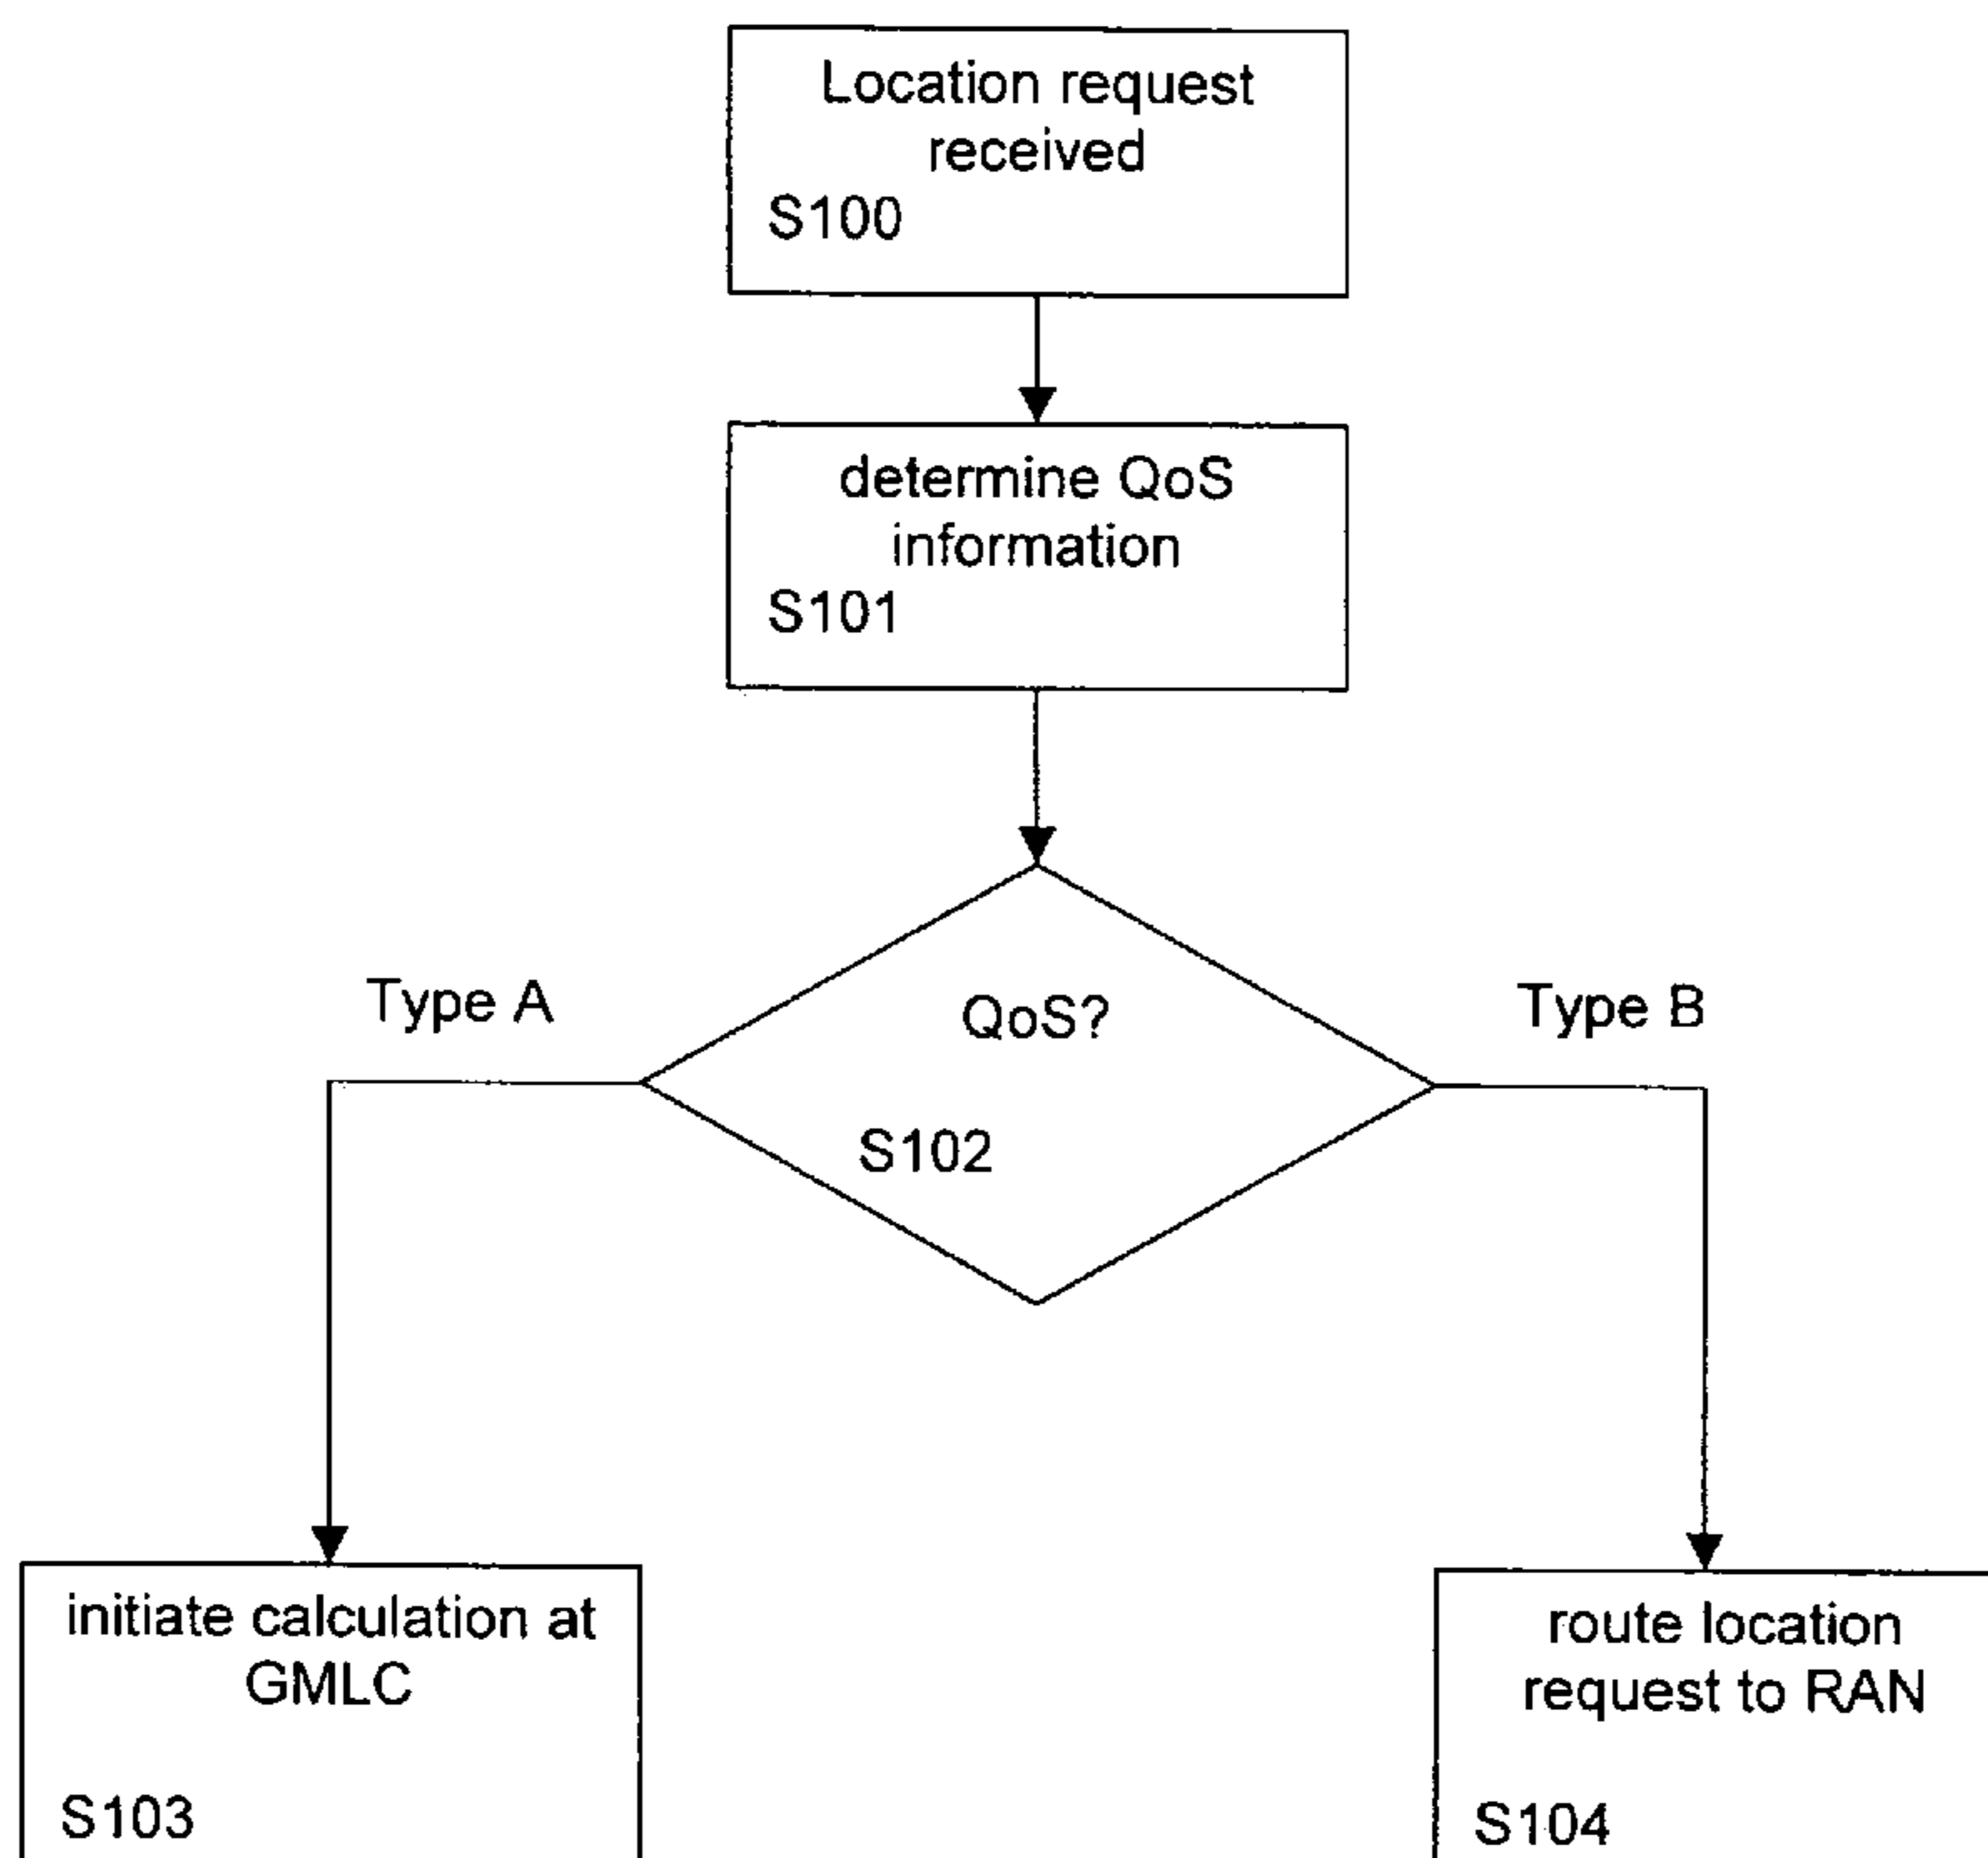 Location request
received
S100
determine QoS
information
S101
Type A
QoS?
Type B
S102
initiate calculation at
GMLC
S103
route location
request to RAN
S104